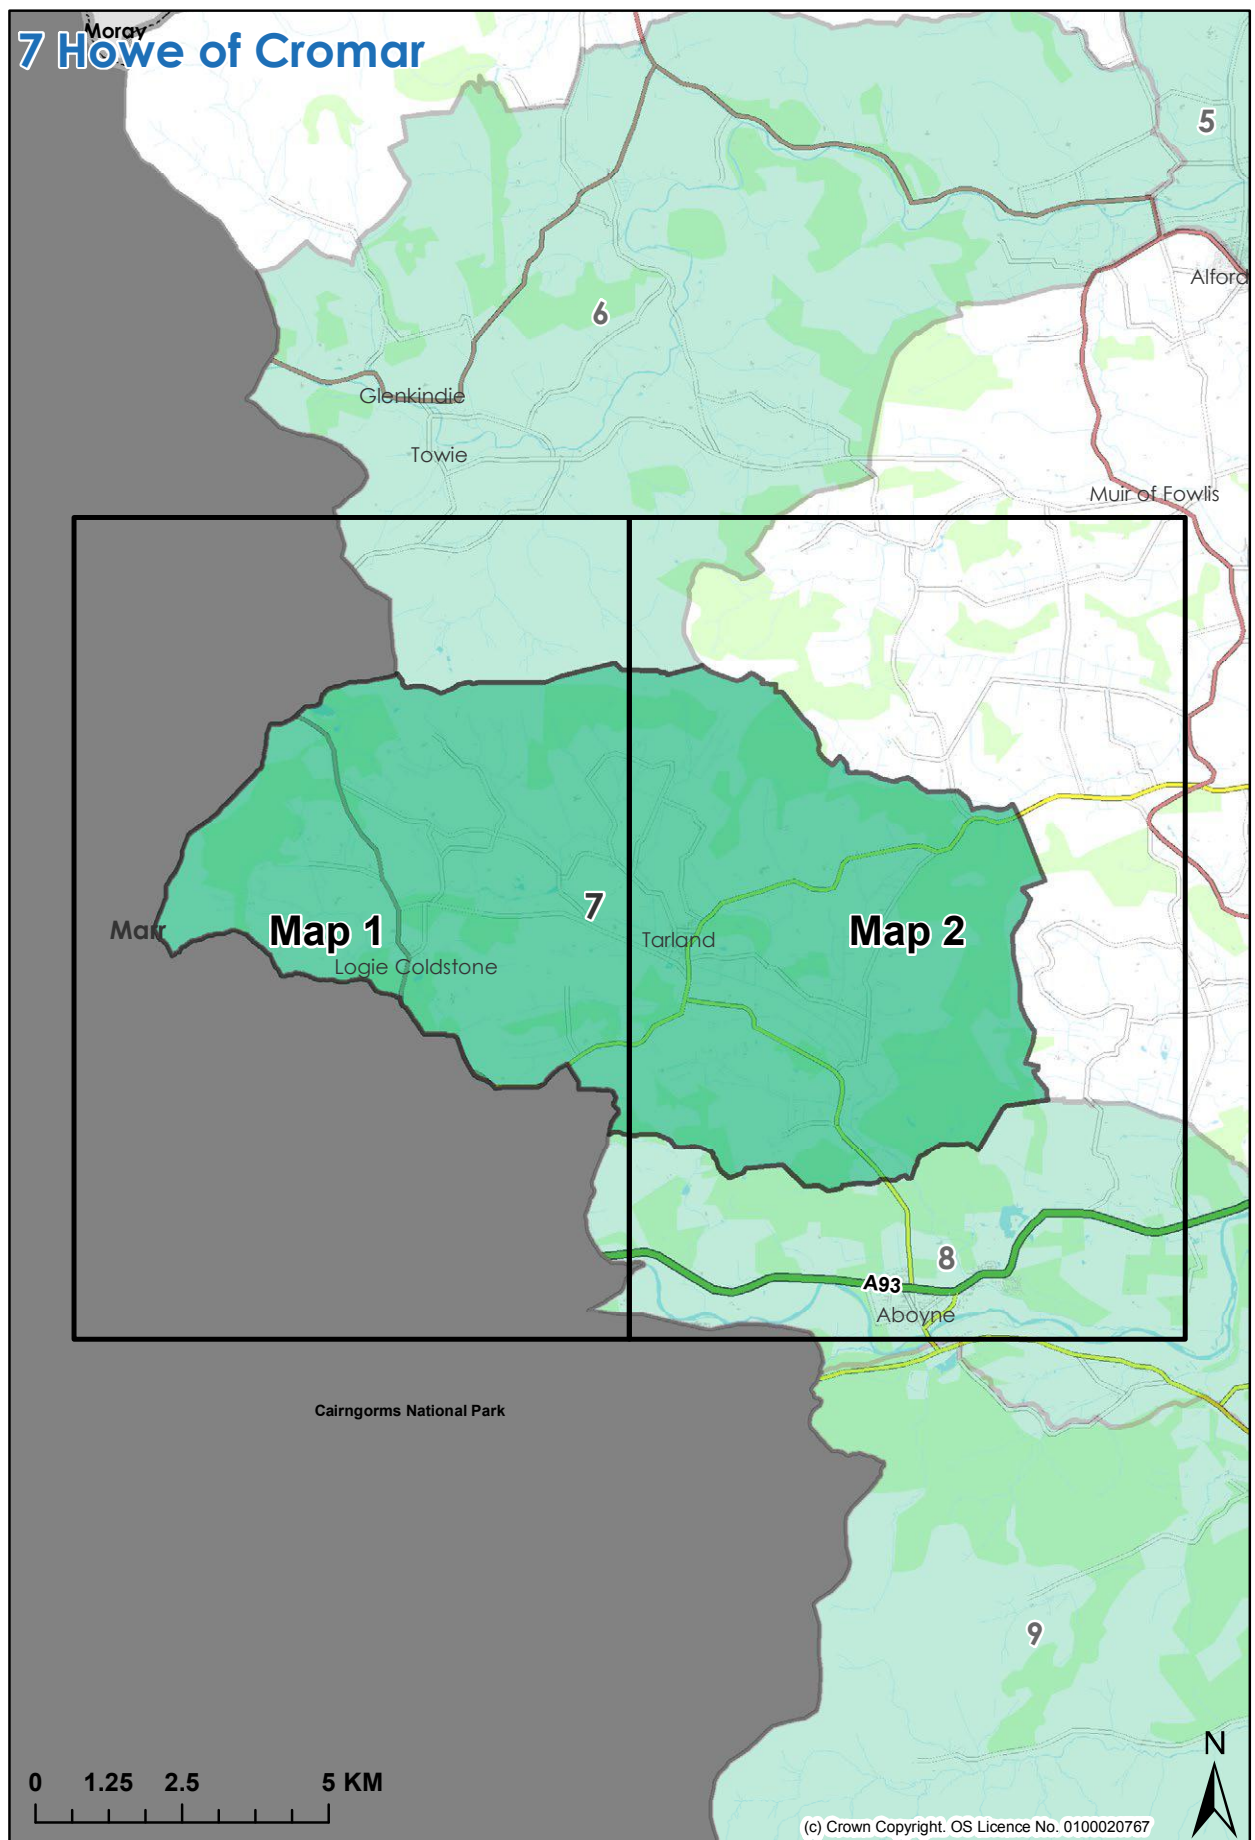 Moray
7 Howe of Cromar
5
Alford
6
Glenkindie
Towie
Muir of Fowlis
7
Marr
Map 1
Map 2
Tarland
Logie Coldstone
8
A93
Aboyne
Cairngorms National Park
9
N
0 1.25 2.5 5 KM
(c) Crown Copyright. OS Licence No. 0100020767